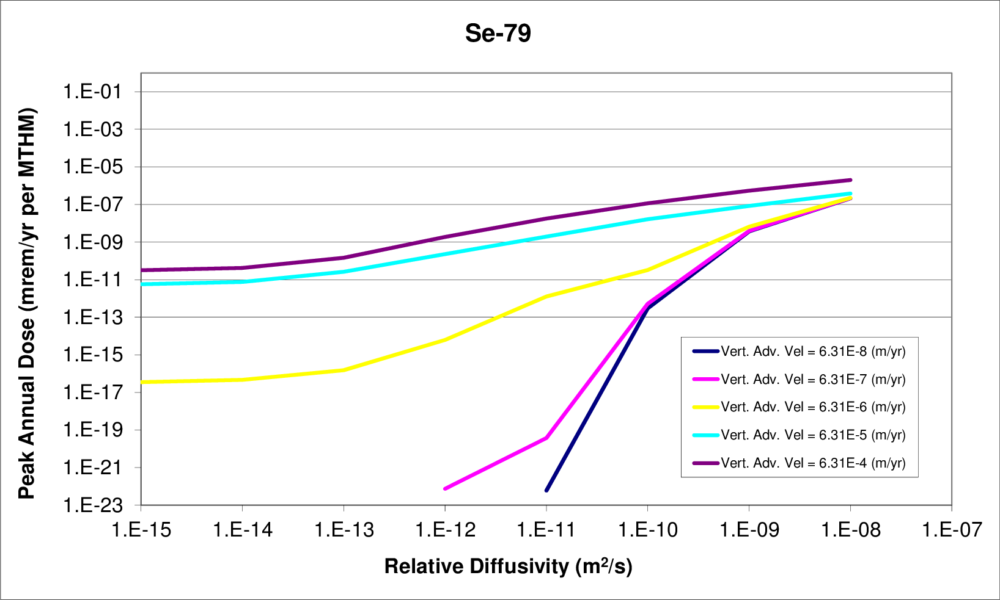 Se-79
Peak Annual Dose (mrem/yr per MTHM)
1.E-01
1.E-03
1.E-05
1.E-07
1.E-09
1.E-11
1.E-13
1.E-15
1.E-17
1.E-19
1.E-21
1.E-23
Vert. Adv. Vel = 6.31E-8 (m/yr)
Vert. Adv. Vel = 6.31E-7 (m/yr)
Vert. Adv. Vel = 6.31E-6 (m/yr)
Vert. Adv. Vel = 6.31E-5 (m/yr)
Vert. Adv. Vel = 6.31E-4 (m/yr)
1.E-15 1.E-14 1.E-13 1.E-12 1.E-11 1.E-10 1.E-09 1.E-08 1.E-07
Relative Diffusivity (m²/s)